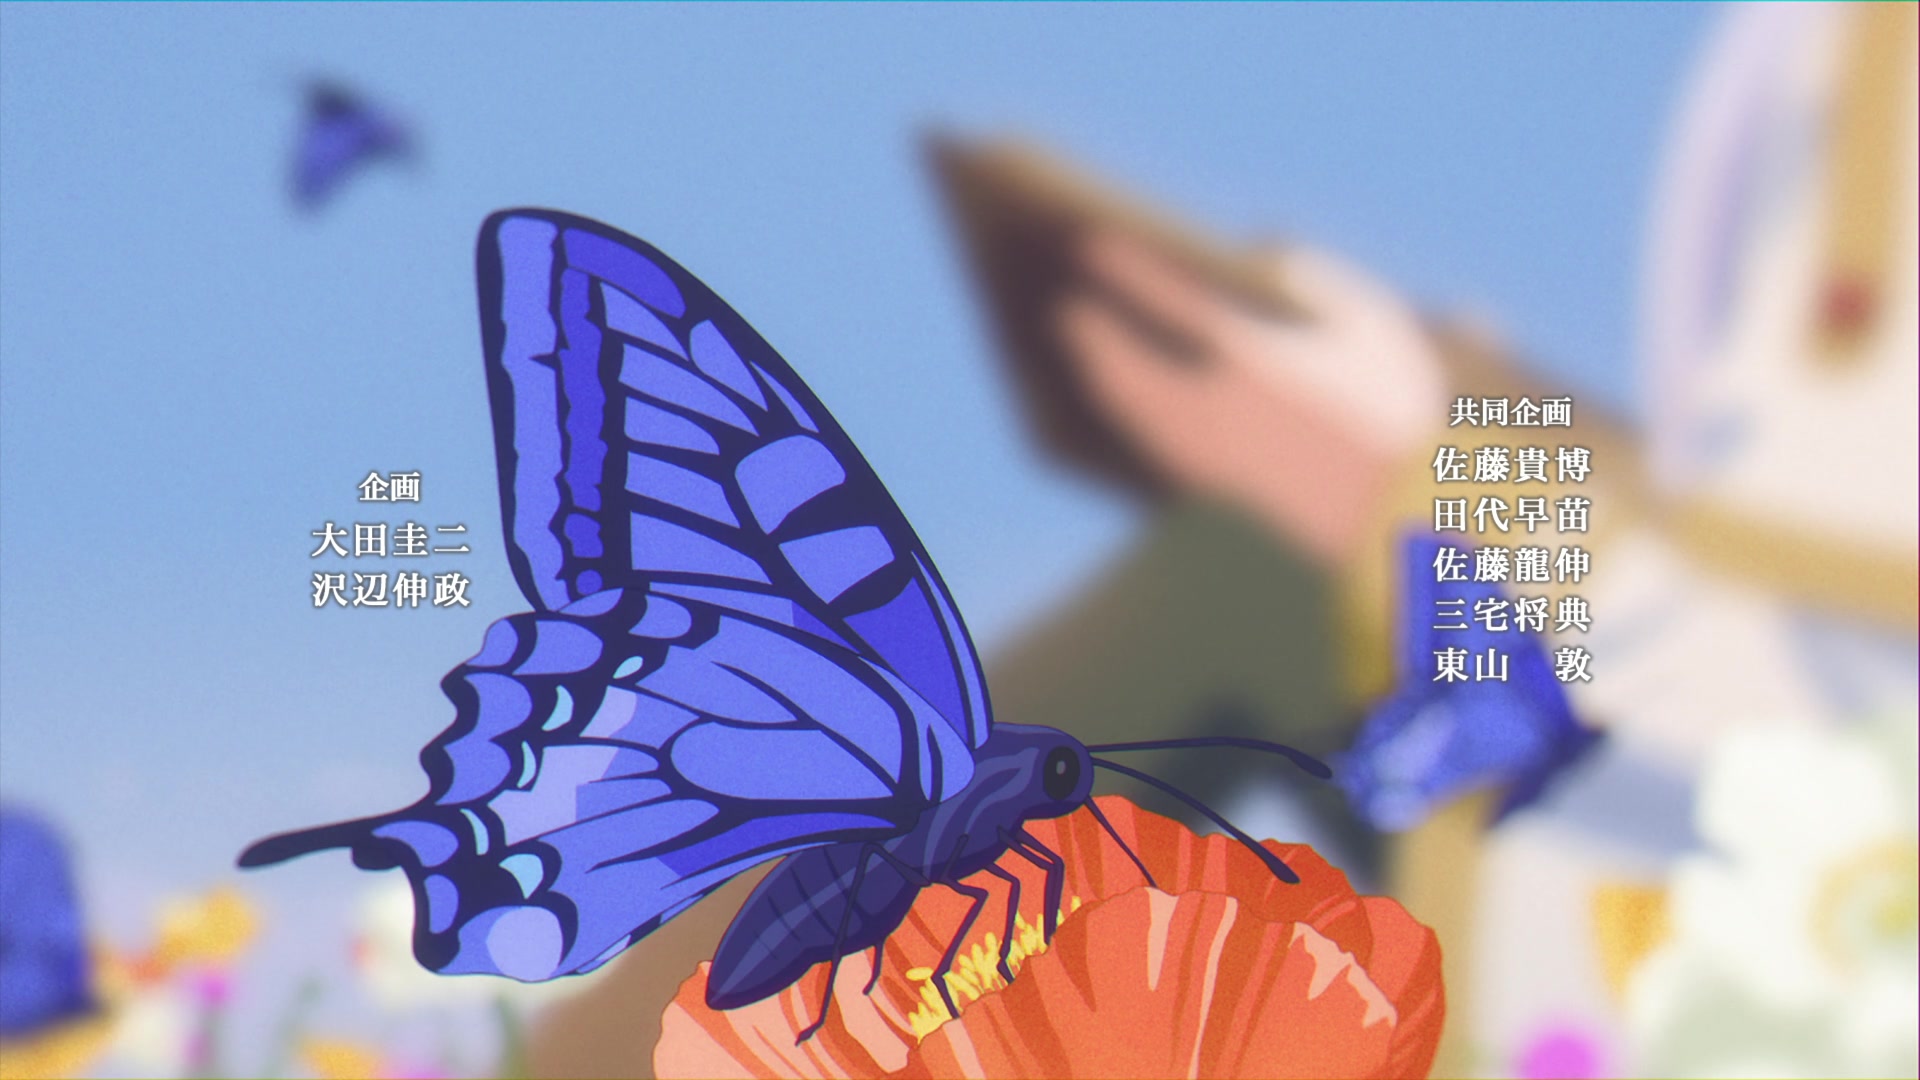 企画
大田圭二
沢辺伸政
共同企画
佐藤貴博
田代早苗
佐藤龍伸
三宅将典
東山　敦